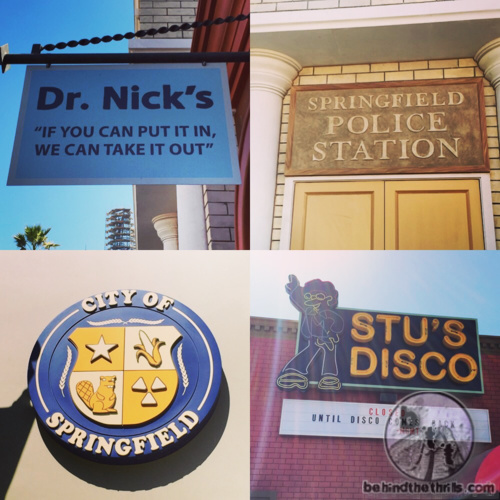 Dr. Nick's
"IF YOU CAN PUT IT IN,
WE CAN TAKE IT OUT"
SPRINGFIELD
POLICE
STATION
CITY OF
SPRINGFIELD
STU'S
DISCO
CLOSED
UNTIL DISCO
behindthethrills.com